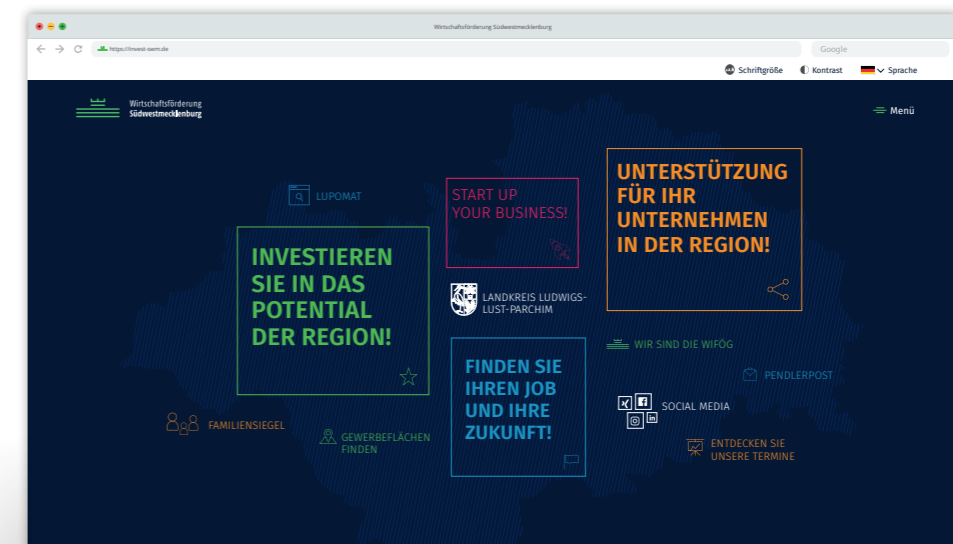 Wirtschaftsförderung Südwestmecklenburg
https://invest-swm.de
Google
Schriftgröße
Kontrast
Sprache
Wirtschaftsförderung
Südwestmecklenburg
Menü
LUPOMAT
START UP
YOUR BUSINESS!
UNTERSTÜTZUNG
FÜR IHR
UNTERNEHMEN
IN DER REGION!
INVESTIEREN
SIE IN DAS
POTENTIAL
DER REGION!
LANDKREIS LUDWIGS-
LUST-PARCHIM
WIR SIND DIE WIFÖG
FINDEN SIE
IHREN JOB
UND IHRE
ZUKUNFT!
PENDLERPOST
SOCIAL MEDIA
FAMILIENSIEGEL
GEWERBEFLÄCHEN
FINDEN
ENTDECKEN SIE
UNSERE TERMINE